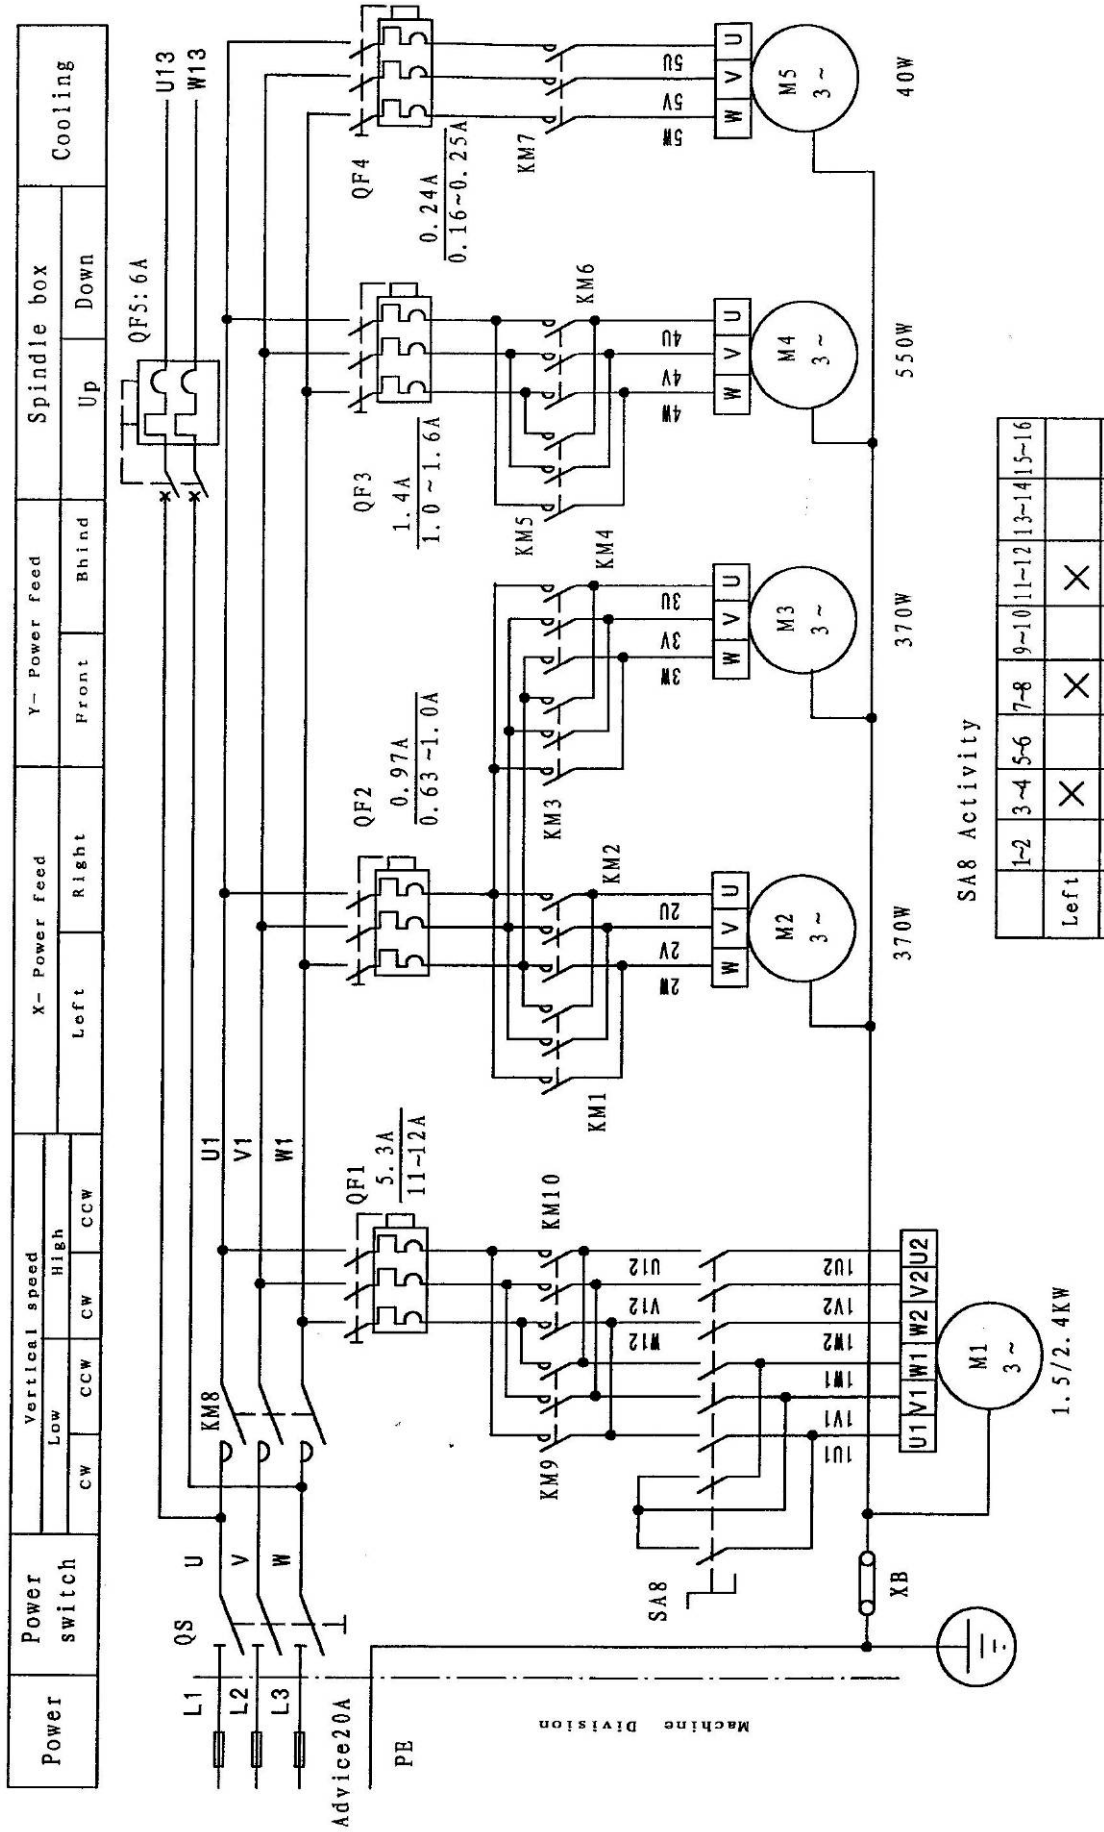 Power
Power
switch
Vertical speed
Low
High
CW
CCW
CW
CCW
X- Power feed
Left
Right
Y- Power feed
Front
Bhind
Spindle box
Up
Down
Cooling
U13
W13
QF5:6A
L1
L2
L3
Advice20A
PE
QS
U
V
W
KM8
U1
V1
W1
QF1
5.3A
11~12A
QF2
0.97A
0.63~1.0A
QF3
1.4A
1.0~1.6A
QF4
0.24A
0.16~0.25A
KM9
KM10
KM1
KM2
KM3
KM4
KM5
KM6
KM7
U12
V12
W12
SA8
1U2
1V2
1W2
1W1
1V1
1U1
2U
2V
2W
3U
3V
3W
4U
4V
4W
5U
5V
5W
U1 V1 W1 W2 V2 U2
W V U
W V U
W V U
W V U
M1
3~
M2
3~
M3
3~
M4
3~
M5
3~
1.5/2.4KW
370W
370W
550W
40W
XB
Machine Division
SA8 Activity
1~2 3~4 5~6 7~8 9~10 11~12 13~14 15~16
Left X X X